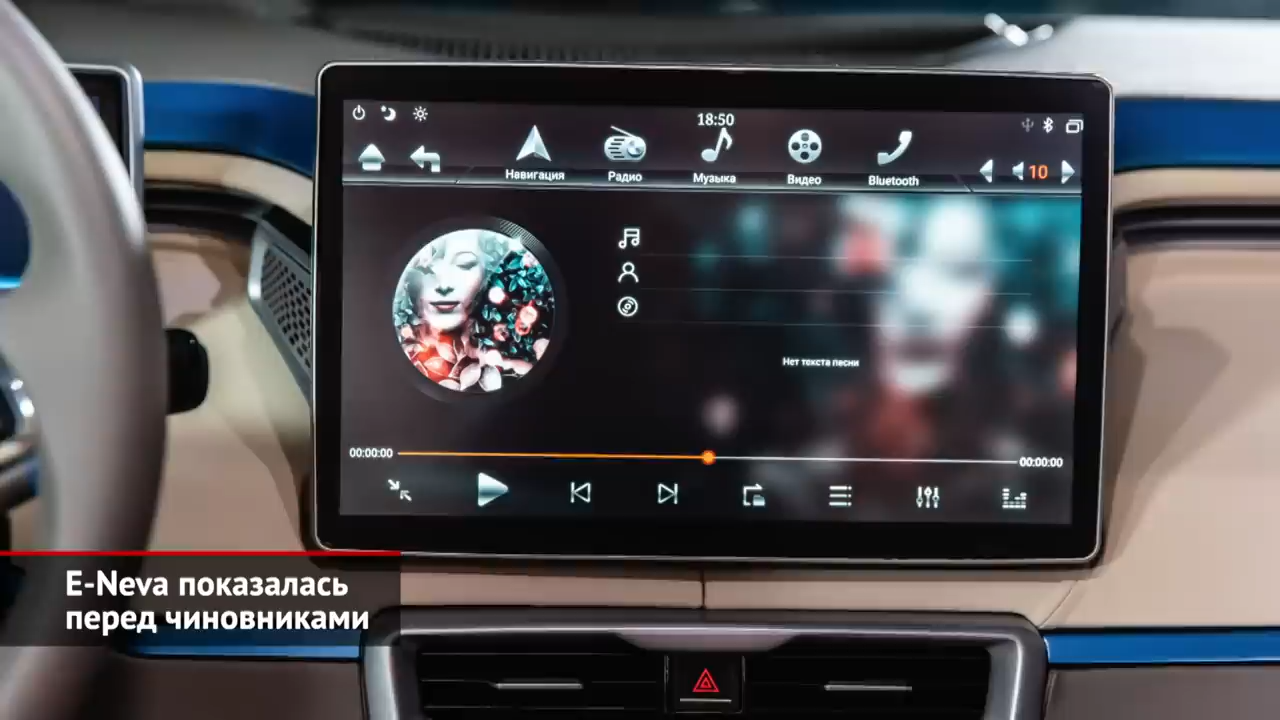 18:50
Навигация
Радио
Музыка
Видео
Bluetooth
10
Нет текста песни
00:00:00
00:00:00
E-Neva показалась
перед чиновниками